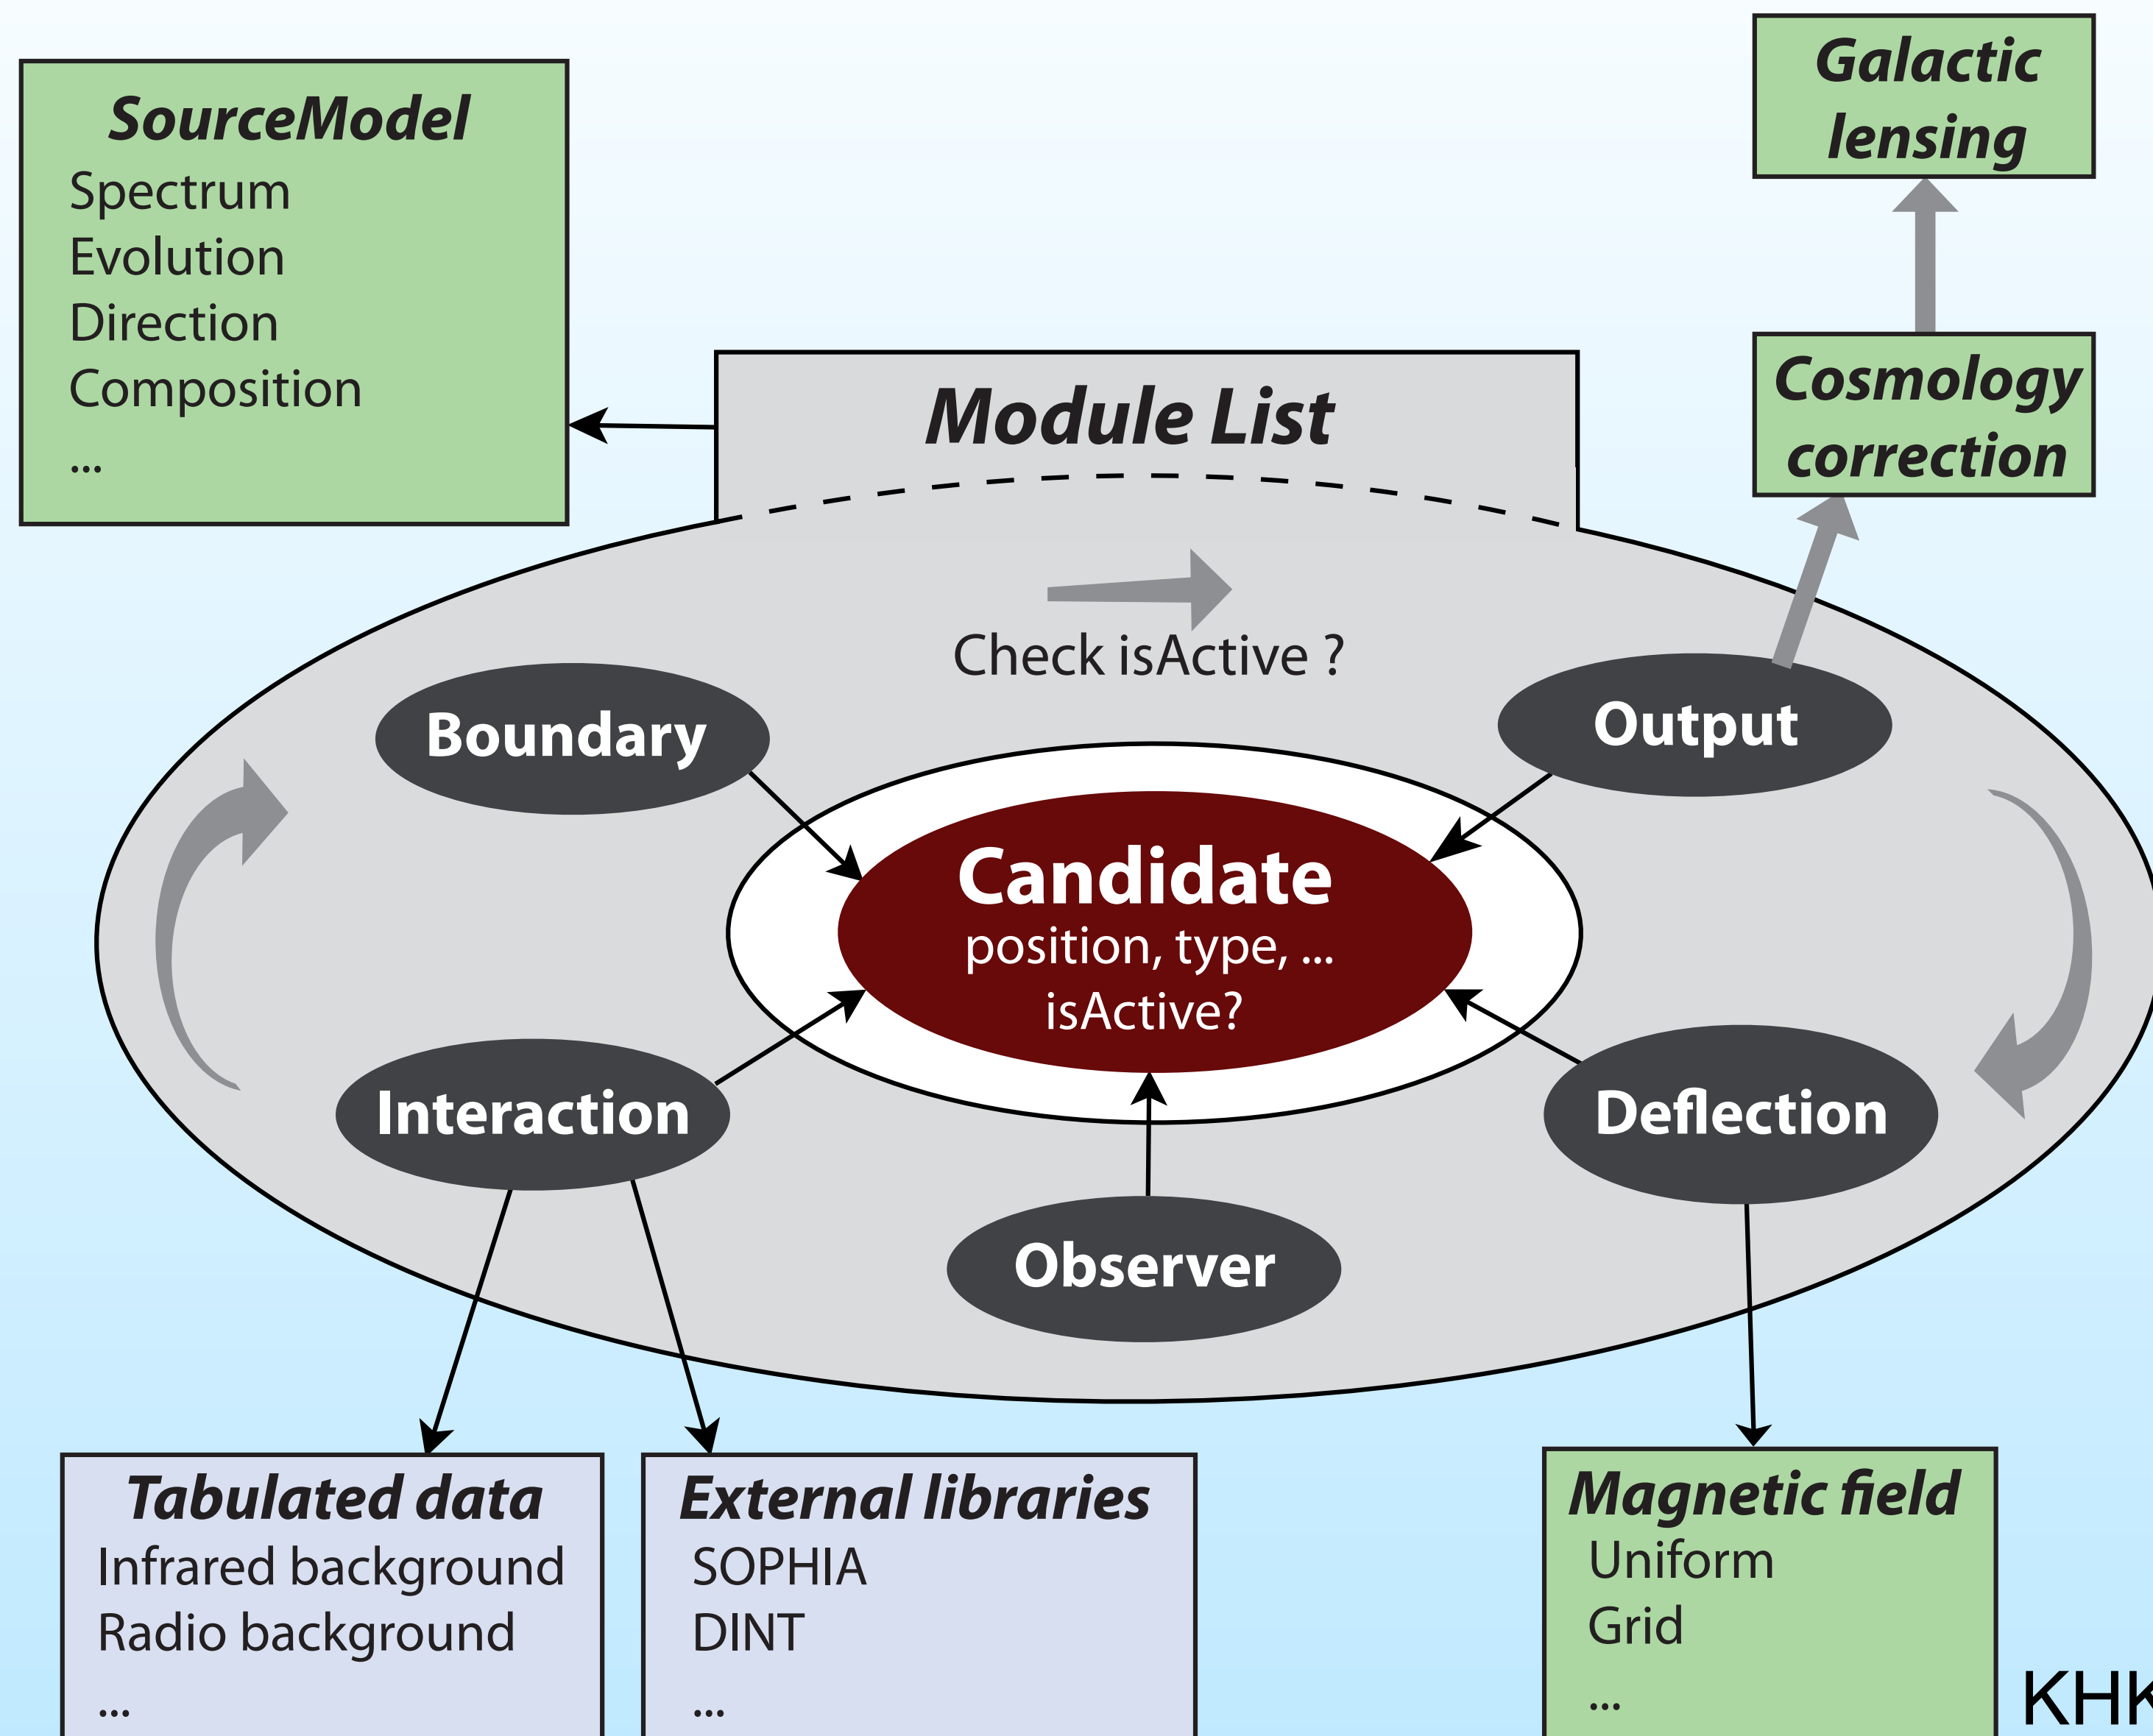 SourceModel
Spectrum
Evolution
Direction
Composition
...
Galactic
lensing
Cosmology
correction
Module List
Check isActive ?
Boundary
Output
Candidate
position, type, ...
isActive?
Interaction
Deflection
Observer
Tabulated data
Infrared background
Radio background
...
External libraries
SOPHIA
DINT
...
Magnetic field
Uniform
Grid
...
KHK